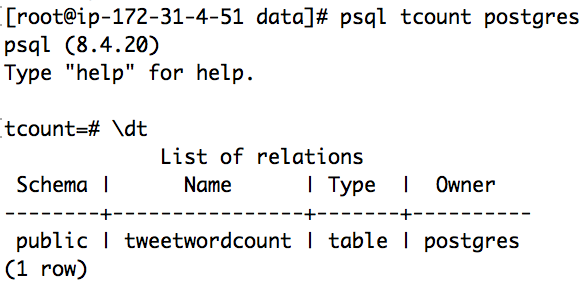 [root@ip-172-31-4-51 data]# psql tcount postgres
psql (8.4.20)
Type "help" for help.

tcount=# \dt
             List of relations
 Schema |      Name      | Type  |  Owner
--------+----------------+-------+----------
 public | tweetwordcount | table | postgres
(1 row)